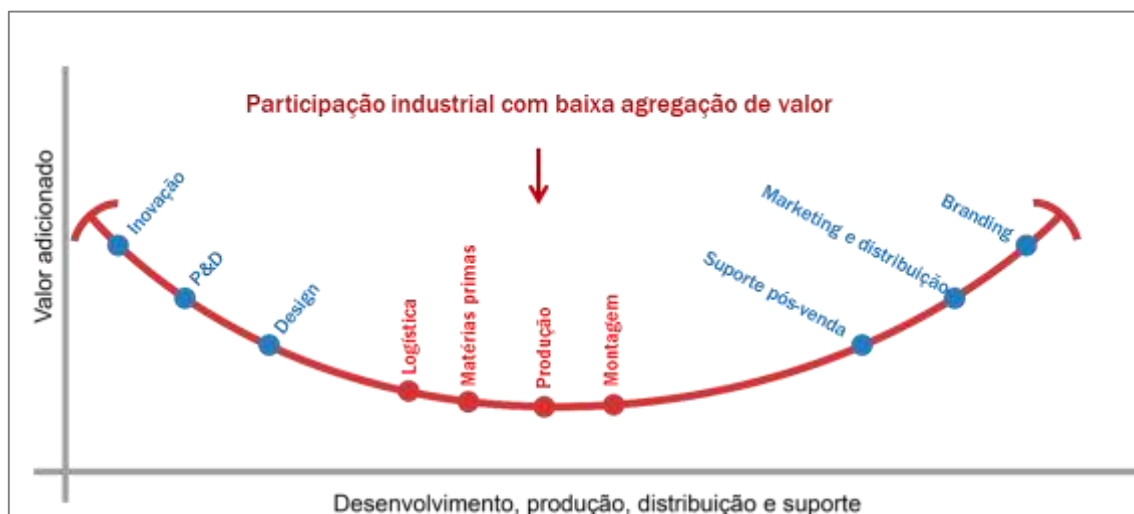 Participação industrial com baixa agregação de valor
Valor adicionado
Inovação
P&D
Design
Logística
Matérias primas
Produção
Montagem
Suporte pós-venda
Marketing e distribuição
Branding
Desenvolvimento, produção, distribuição e suporte